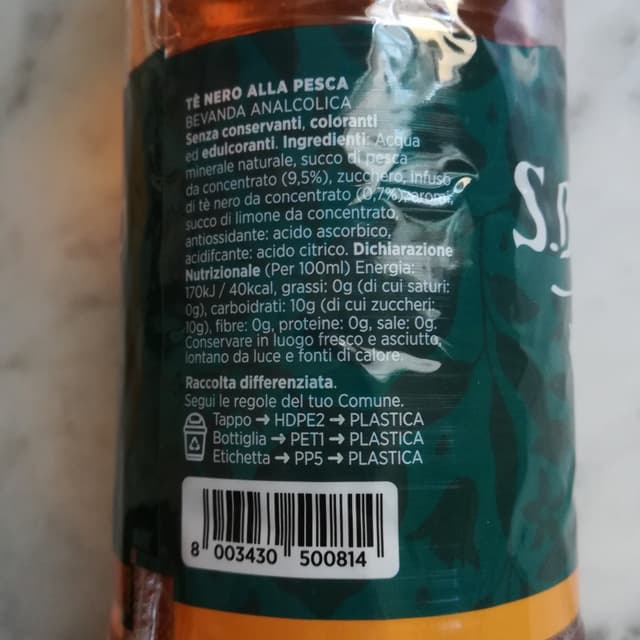 TÈ NERO ALLA PESCA
BEVANDA ANALCOLICA
Senza conservanti, coloranti
ed edulcoranti. Ingredienti: Acqua
minerale naturale, succo di pesca
da concentrato (9,5%), zucchero, infuso
di tè nero da concentrato (0,7%), aromi,
succo di limone da concentrato,
antiossidante: acido ascorbico,
acidifcante: acido citrico. Dichiarazione
Nutrizionale (Per 100ml) Energia:
170kJ / 40kcal, grassi: 0g (di cui saturi:
0g), carboidrati: 10g (di cui zuccheri:
10g), fibre: 0g, proteine: 0g, sale: 0g.
Conservare in luogo fresco e asciutto,
lontano da luce e fonti di calore.
Raccolta differenziata.
Segui le regole del tuo Comune.
Tappo ➔ HDPE2 ➔ PLASTICA
Bottiglia ➔ PET1 ➔ PLASTICA
Etichetta ➔ PP5 ➔ PLASTICA
8 003430 500814
S.